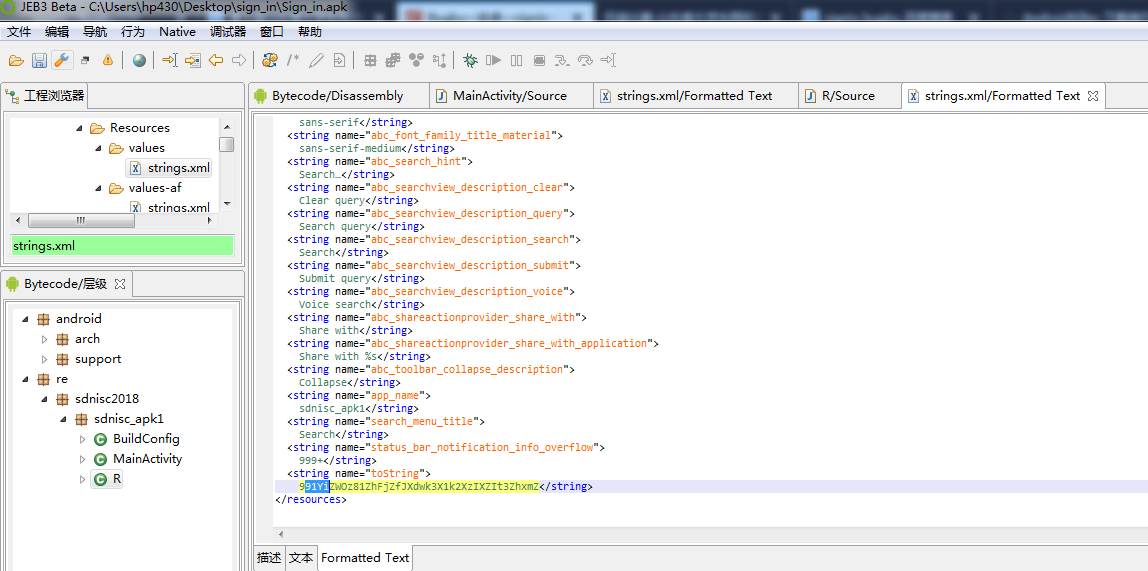 JEB3 Beta - C:\Users\hp430\Desktop\sign_in\Sign_in.apk
文件 编辑 导航 行为 Native 调试器 窗口 帮助
工程浏览器
Resources
values
strings.xml
values-af
strings.xml
strings.xml
Bytecode/层级
android
arch
support
re
sdnisc2018
sdnisc_apk1
BuildConfig
MainActivity
R
Bytecode/Disassembly MainActivity/Source strings.xml/Formatted Text R/Source strings.xml/Formatted Text
sans-serif</string>
<string name="abc_font_family_title_material">
sans-serif-medium</string>
<string name="abc_search_hint">
Search…</string>
<string name="abc_searchview_description_clear">
Clear query</string>
<string name="abc_searchview_description_query">
Search query</string>
<string name="abc_searchview_description_search">
Search</string>
<string name="abc_searchview_description_submit">
Submit query</string>
<string name="abc_searchview_description_voice">
Voice search</string>
<string name="abc_shareactionprovider_share_with">
Share with</string>
<string name="abc_shareactionprovider_share_with_application">
Share with %s</string>
<string name="abc_toolbar_collapse_description">
Collapse</string>
<string name="app_name">
sdnisc_apk1</string>
<string name="search_menu_title">
Search</string>
<string name="status_bar_notification_info_overflow">
999+</string>
<string name="toString">
991YiZWOz81ZhFjZfJXdwk3X1k2XzIXZIt3ZhxmZ</string>
</resources>
描述 文本 Formatted Text